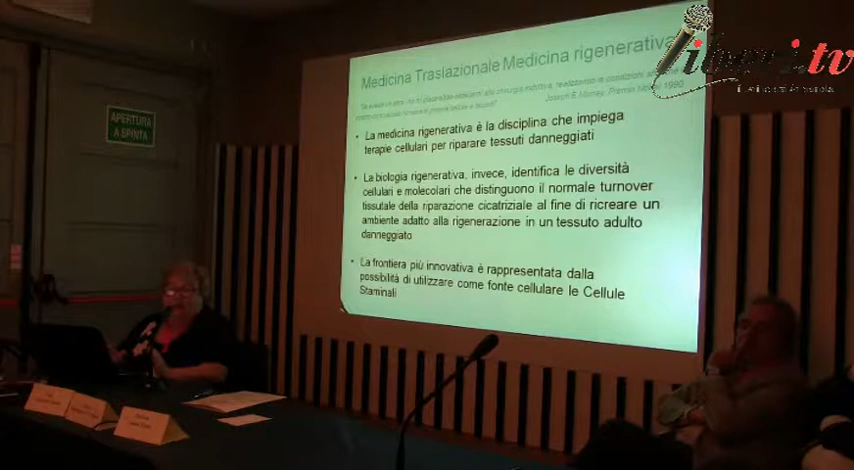 Medicina Traslazionale Medicina rigenerativa
Joseph E. Murray, Premio Nobel 1990
• La medicina rigenerativa è la disciplina che impiega
terapie cellulari per riparare tessuti danneggiati
• La biologia rigenerativa, invece, identifica le diversità
cellulari e molecolari che distinguono il normale turnover
tissutale della riparazione cicatriziale al fine di ricreare un
ambiente adatto alla rigenerazione in un tessuto adulto
danneggiato
• La frontiera più innovativa è rappresentata dalla
possibilità di utilizzare come fonte cellulare le Cellule
Staminali
liberi.tv
APERTURA
A SPINTA